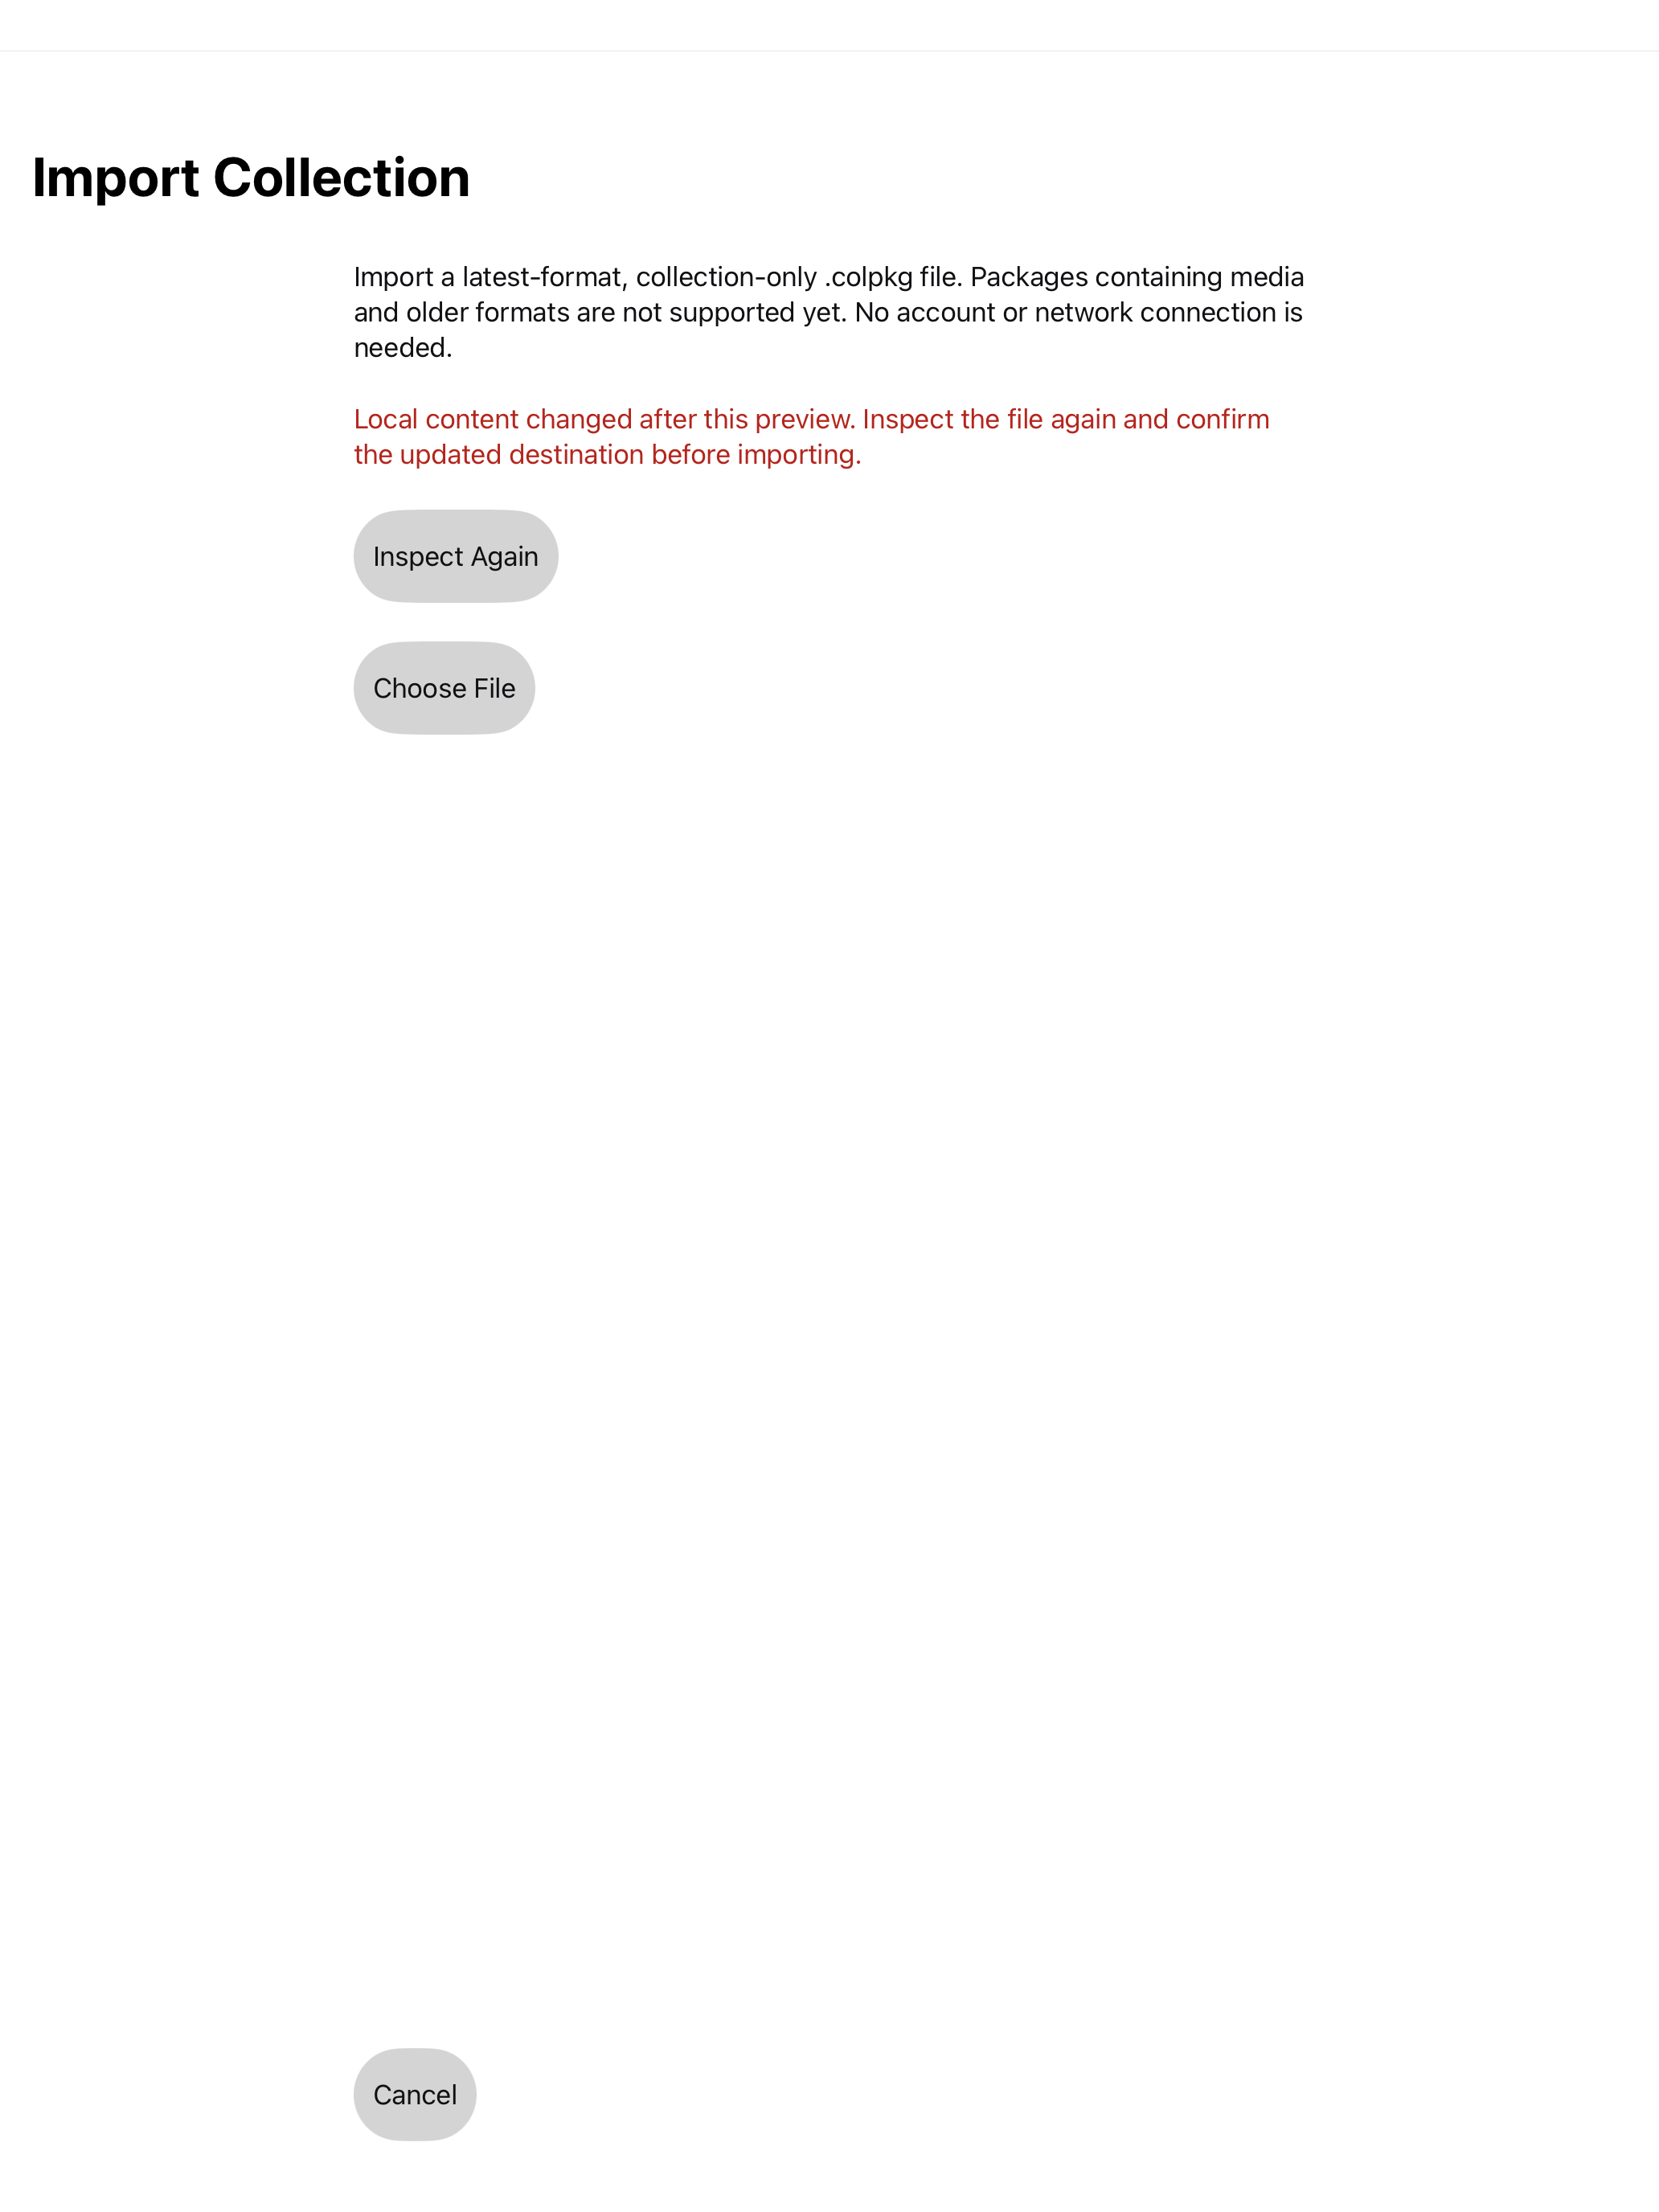 Import Collection
Import a latest-format, collection-only .colpkg file. Packages containing media
and older formats are not supported yet. No account or network connection is
needed.
Local content changed after this preview. Inspect the file again and confirm
the updated destination before importing.
Inspect Again
Choose File
Cancel